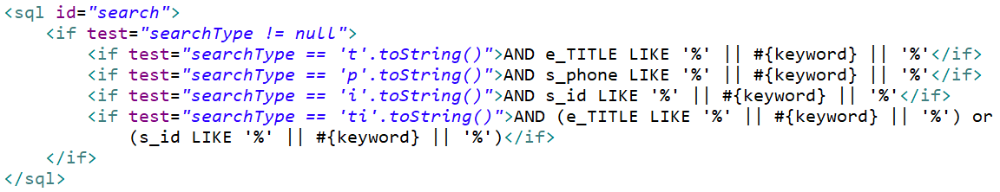 <sql id="search">
    <if test="searchType != null">
        <if test="searchType == 't'.toString()">AND e_TITLE LIKE '%' || #{keyword} || '%'</if>
        <if test="searchType == 'p'.toString()">AND s_phone LIKE '%' || #{keyword} || '%'</if>
        <if test="searchType == 'i'.toString()">AND s_id LIKE '%' || #{keyword} || '%'</if>
        <if test="searchType == 'ti'.toString()">AND (e_TITLE LIKE '%' || #{keyword} || '%') or
            (s_id LIKE '%' || #{keyword} || '%')</if>
    </if>
</sql>